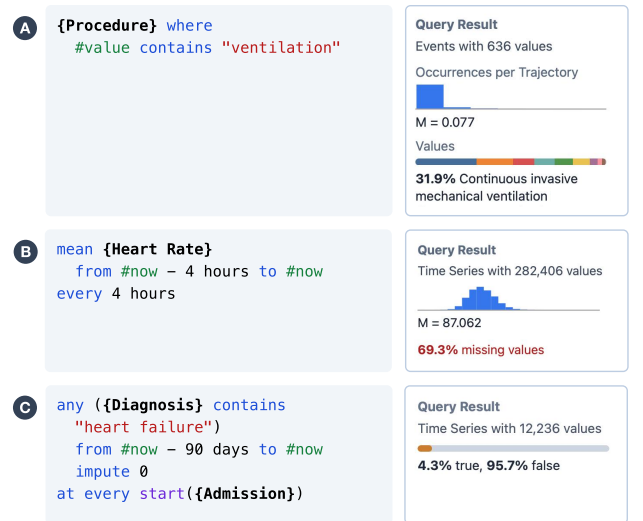 A
{Procedure} where
#value contains "ventilation"
Query Result
Events with 636 values
Occurrences per Trajectory
M = 0.077
Values
31.9% Continuous invasive
mechanical ventilation
B
mean {Heart Rate}
from #now – 4 hours to #now
every 4 hours
Query Result
Time Series with 282,406 values
M = 87.062
69.3% missing values
C
any ({Diagnosis} contains
"heart failure")
from #now – 90 days to #now
impute 0
at every start({Admission})
Query Result
Time Series with 12,236 values
4.3% true, 95.7% false